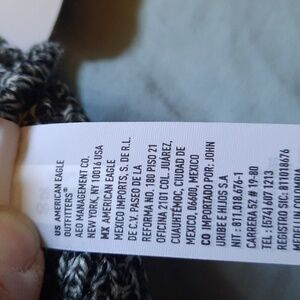 US AMERICAN EAGLE
OUTFITTERS®
AEO MANAGEMENT CO.
NEW YORK, NY 10016 USA
MX AMERICAN EAGLE
MEXICO IMPORTS, S. DE R.L.
DE C.V. PASEO DE LA
REFORMA NO. 180 PISO 21
OFICINA 2101 COL. JUÁREZ,
CUAUHTÉMOC, CIUDAD DE
MEXICO, 06600, MEXICO
CO IMPORTADO POR: JOHN
URIBE E HIJOS S.A
NIT: 811.018.676-1
CARRERA 52 # 19-80
TEL: (574) 607 1213
REGISTRO SIC: 811018676
MEDELLIN COLOMBIA